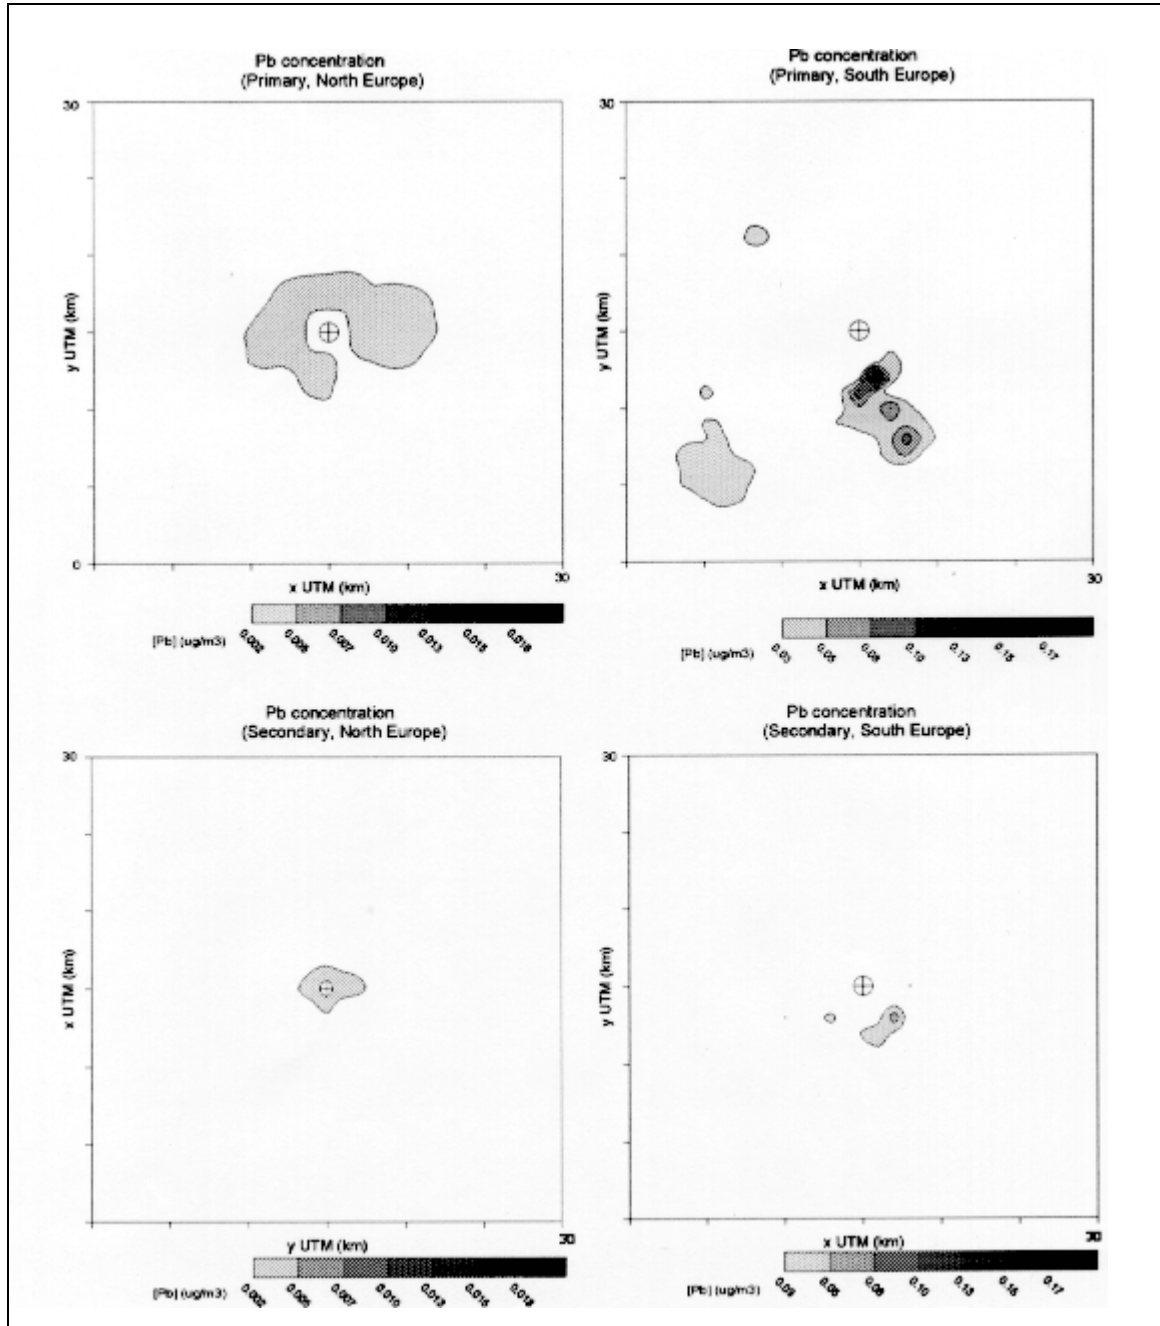 Pb concentration
(Primary, North Europe)
30
y UTM (km)
0
x UTM (km)
30
[Pb] (ug/m3)
0.002
0.005
0.007
0.010
0.013
0.015
0.018
Pb concentration
(Primary, South Europe)
30
y UTM (km)
x UTM (km)
30
[Pb] (ug/m3)
0.03
0.05
0.08
0.10
0.13
0.15
0.17
Pb concentration
(Secondary, North Europe)
30
x UTM (km)
y UTM (km)
30
[Pb] (ug/m3)
0.002
0.005
0.007
0.010
0.013
0.015
0.018
Pb concentration
(Secondary, South Europe)
y UTM (km)
x UTM (km)
30
[Pb] (ug/m3)
0.03
0.05
0.08
0.10
0.13
0.15
0.17